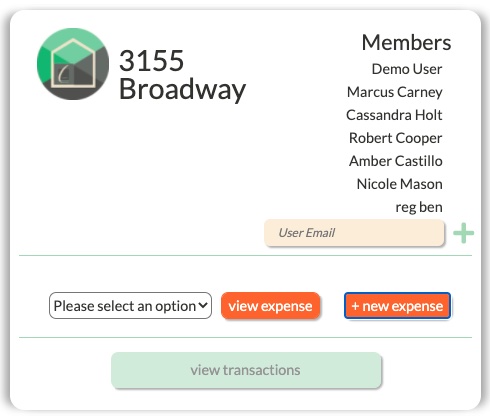 3155
Broadway
Members
Demo User
Marcus Carney
Cassandra Holt
Robert Cooper
Amber Castillo
Nicole Mason
reg ben
User Email +
Please select an option view expense + new expense
view transactions